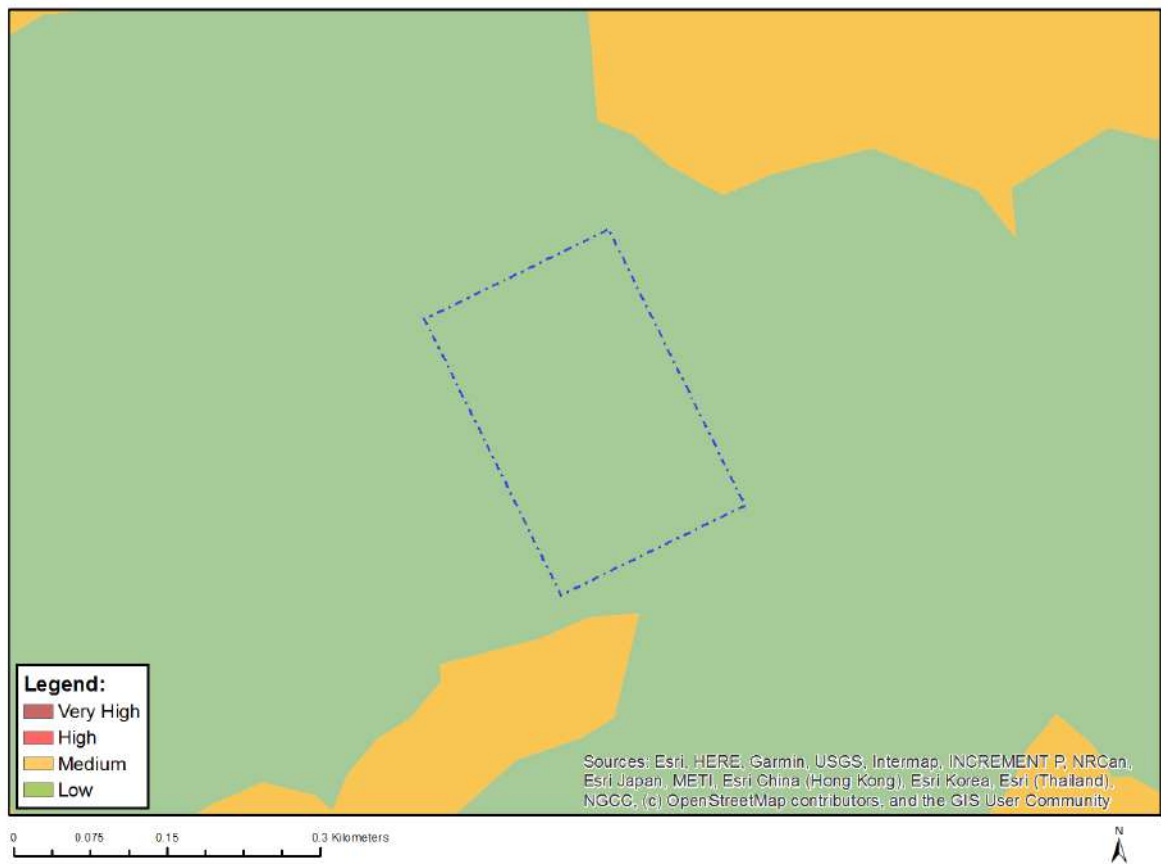 Legend:
Very High
High
Medium
Low
Sources: Esri, HERE, Garmin, USGS, Intermap, INCREMENT P, NRCan,
Esri Japan, METI, Esri China (Hong Kong), Esri Korea, Esri (Thailand),
NGCC, (c) OpenStreetMap contributors, and the GIS User Community
0 0.075 0.15 0.3 Kilometers
N